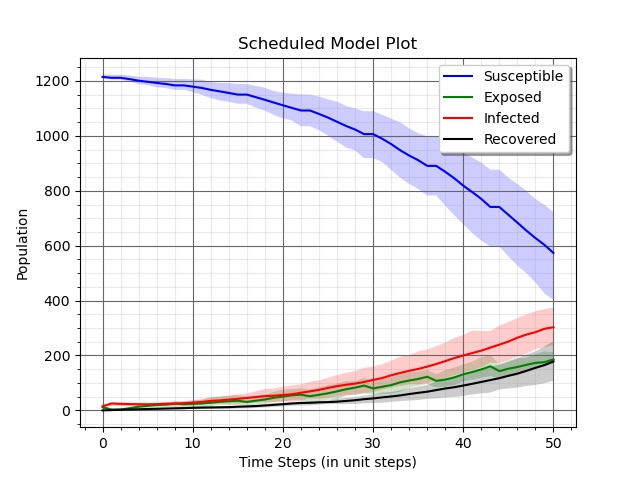 Scheduled Model Plot
Susceptible
Exposed
Infected
Recovered
1200
1000
800
600
400
200
0
Population
0 10 20 30 40 50
Time Steps (in unit steps)